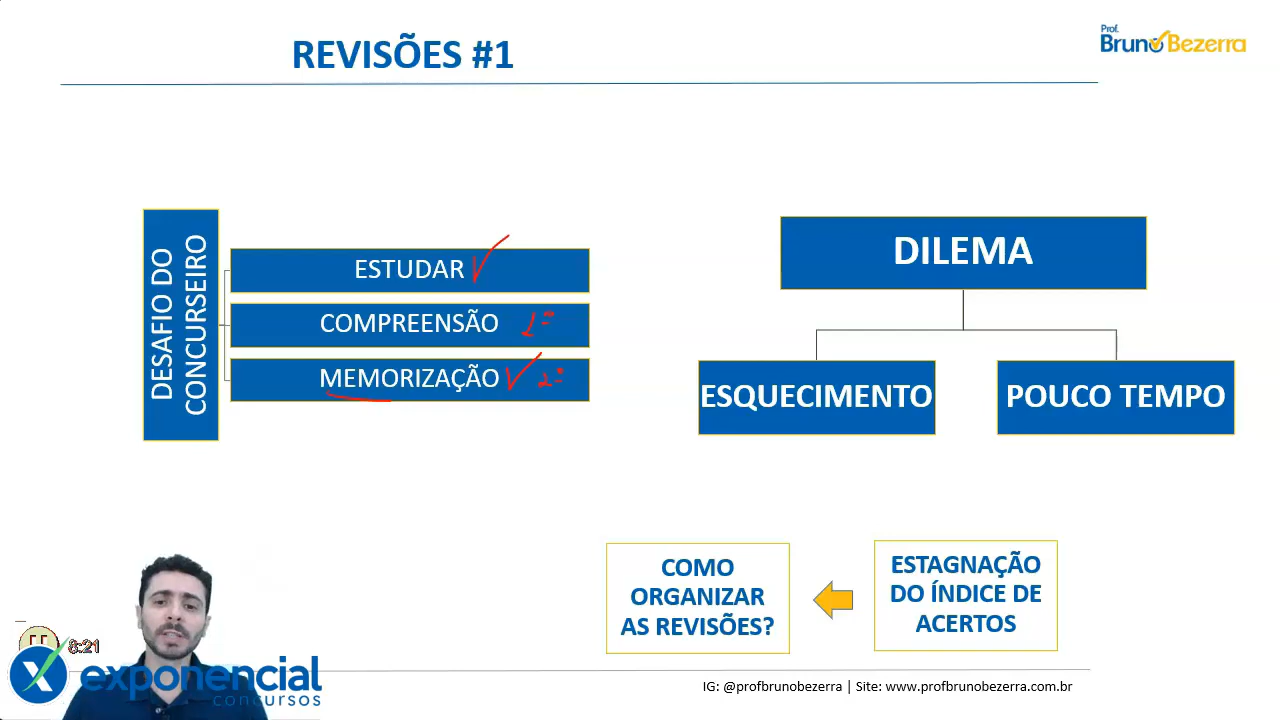 REVISÕES #1
Prof.
Bruno Bezerra
DESAFIO DO
CONCURSEIRO
ESTUDAR
COMPREENSÃO 1º
MEMORIZAÇÃO 2º
DILEMA
ESQUECIMENTO
POUCO TEMPO
COMO
ORGANIZAR
AS REVISÕES?
ESTAGNAÇÃO
DO ÍNDICE DE
ACERTOS
8:21
exponencial
concursos
IG: @profbrunobezerra | Site: www.profbrunobezerra.com.br